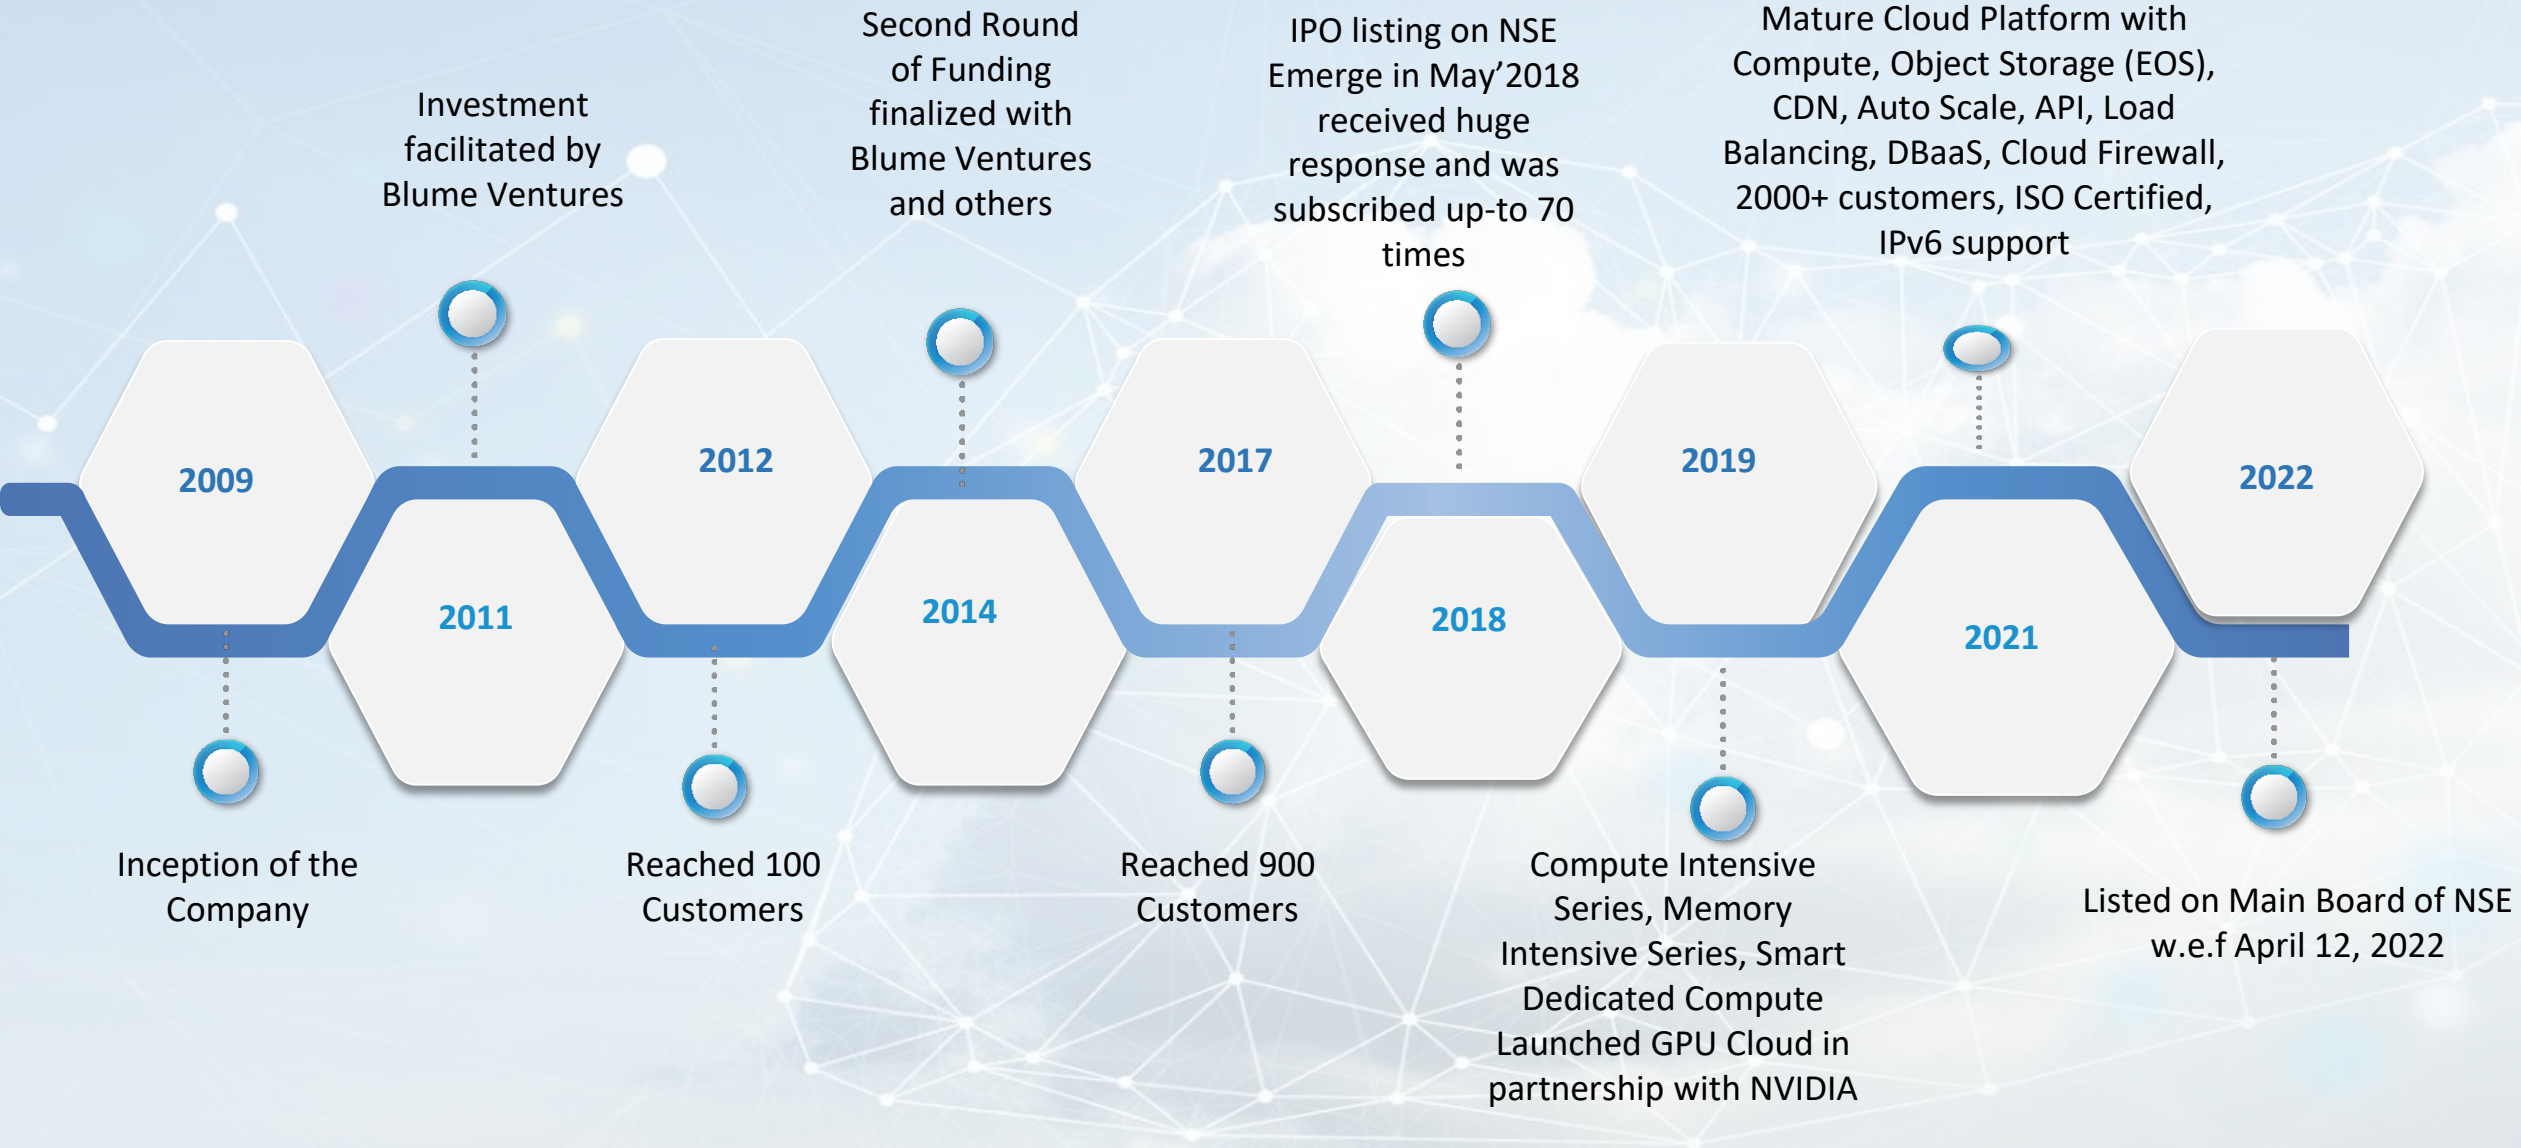 Investment
facilitated by
Blume Ventures
Second Round
of Funding
finalized with
Blume Ventures
and others
IPO listing on NSE
Emerge in May’2018
received huge
response and was
subscribed up-to 70
times
Mature Cloud Platform with
Compute, Object Storage (EOS),
CDN, Auto Scale, API, Load
Balancing, DBaaS, Cloud Firewall,
2000+ customers, ISO Certified,
IPv6 support
2009
2011
2012
2014
2017
2018
2019
2021
2022
Inception of the
Company
Reached 100
Customers
Reached 900
Customers
Compute Intensive
Series, Memory
Intensive Series, Smart
Dedicated Compute
Launched GPU Cloud in
partnership with NVIDIA
Listed on Main Board of NSE
w.e.f April 12, 2022